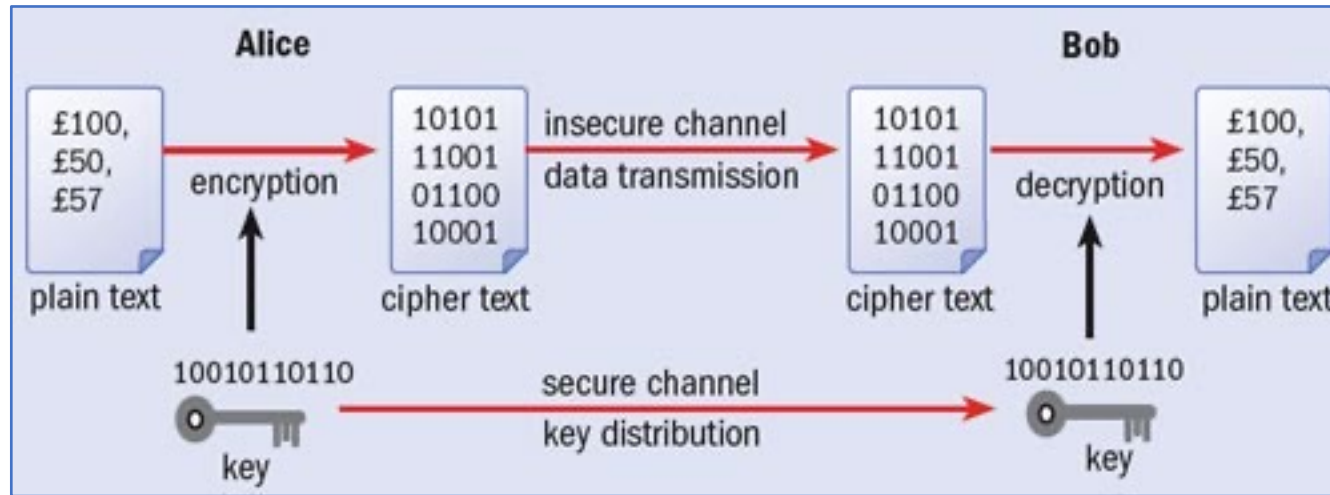 Alice
Bob
£100,
£50,
£57
plain text
encryption
10101
11001
01100
10001
cipher text
insecure channel
data transmission
10101
11001
01100
10001
cipher text
decryption
£100,
£50,
£57
plain text
10010110110
key
secure channel
key distribution
10010110110
key